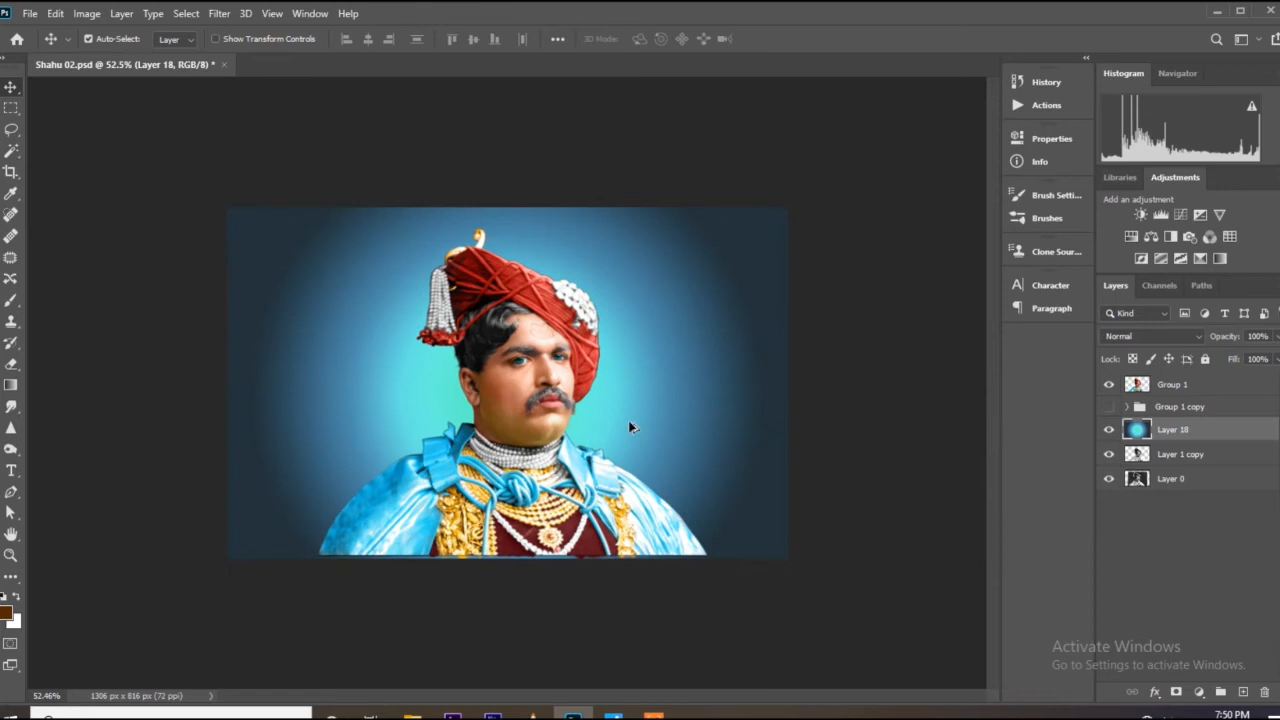 Ps File Edit Image Layer Type Select Filter 3D View Window Help
Auto-Select: Layer Show Transform Controls 3D Mode:
Shahu 02.psd @ 52.5% (Layer 18, RGB/8) *
History
Actions
Properties
Info
Brush Setti...
Brushes
Clone Sour...
Character
Paragraph
Histogram Navigator
Libraries Adjustments
Add an adjustment
Layers Channels Paths
Kind
Normal Opacity: 100%
Lock: Fill: 100%
Group 1
Group 1 copy
Layer 18
Layer 1 copy
Layer 0
Activate Windows
Go to Settings to activate Windows.
52.46% 1306 px x 816 px (72 ppi)
7:50 PM